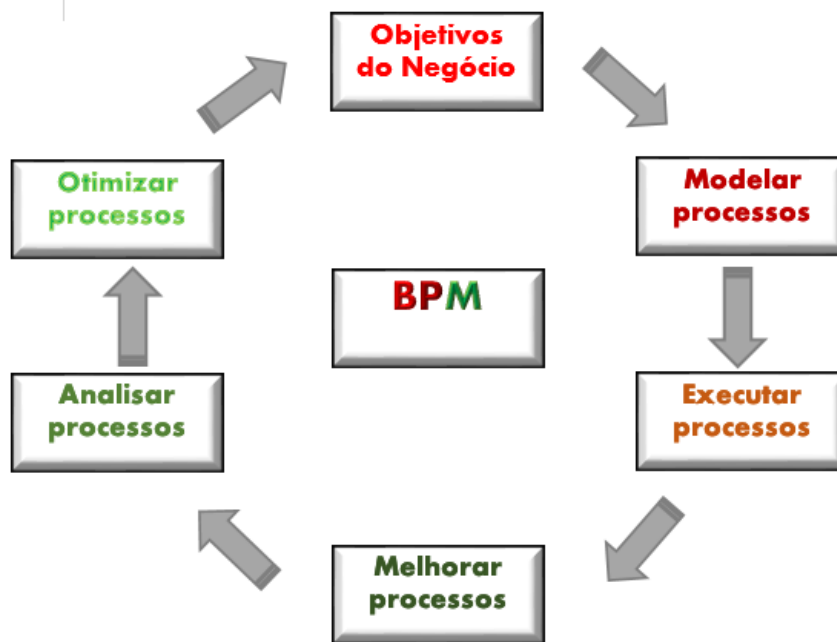 Objetivos
do Negócio
Modelar
processos
Executar
processos
Melhorar
processos
Analisar
processos
Otimizar
processos
BPM